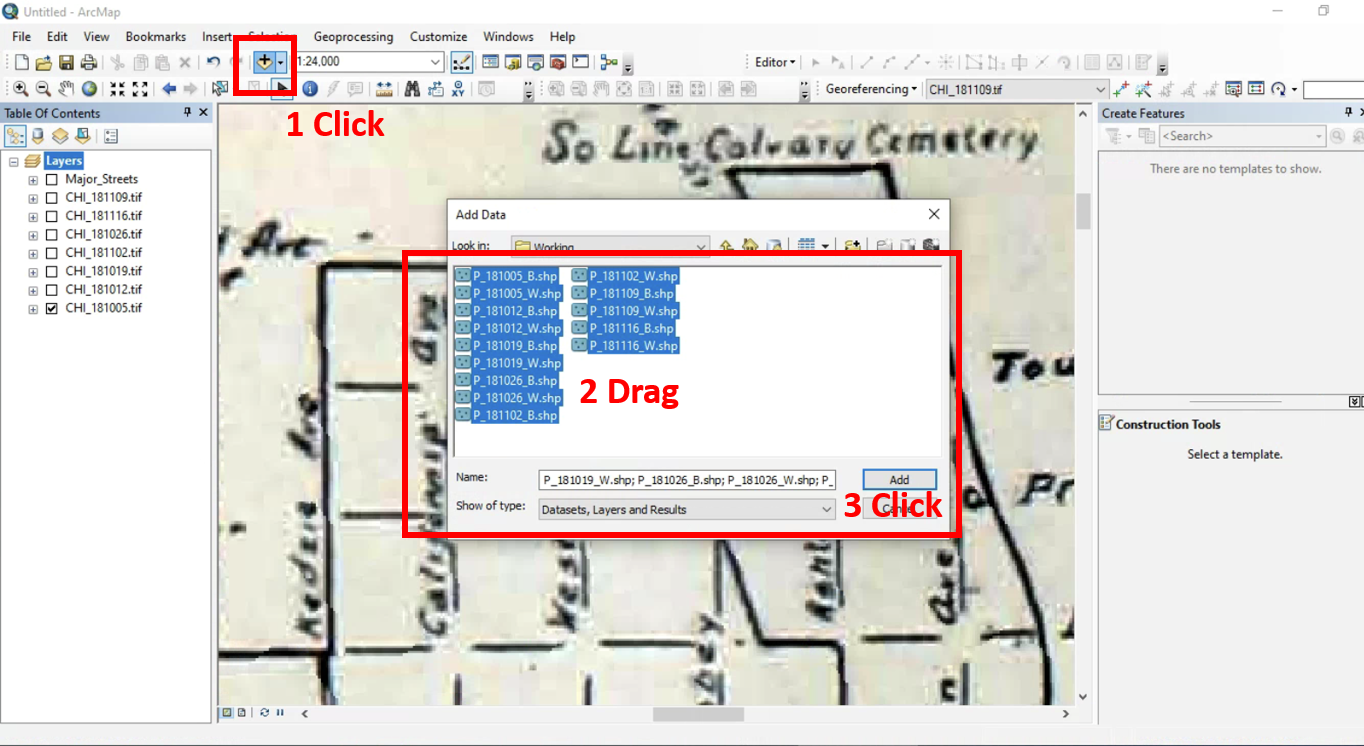 Untitled - ArcMap
File Edit View Bookmarks Insert Selection Geoprocessing Customize Windows Help
1:24,000
Editor
Georeferencing CHI_181109.tif
Table Of Contents
Layers
Major_Streets
CHI_181109.tif
CHI_181116.tif
CHI_181026.tif
CHI_181102.tif
CHI_181019.tif
CHI_181012.tif
CHI_181005.tif
1 Click
So Line Calvary Cemetery
Add Data
Look in: Working
P_181005_B.shp P_181102_W.shp
P_181005_W.shp P_181109_B.shp
P_181012_B.shp P_181109_W.shp
P_181012_W.shp P_181116_B.shp
P_181019_B.shp P_181116_W.shp
P_181019_W.shp
P_181026_B.shp
P_181026_W.shp
P_181102_B.shp
2 Drag
Name: P_181019_W.shp; P_181026_B.shp; P_181026_W.shp; P_
Add
Show of type: Datasets, Layers and Results
Cancel
3 Click
Kedzie Ave
Create Features
<Search>
There are no templates to show.
Construction Tools
Select a template.